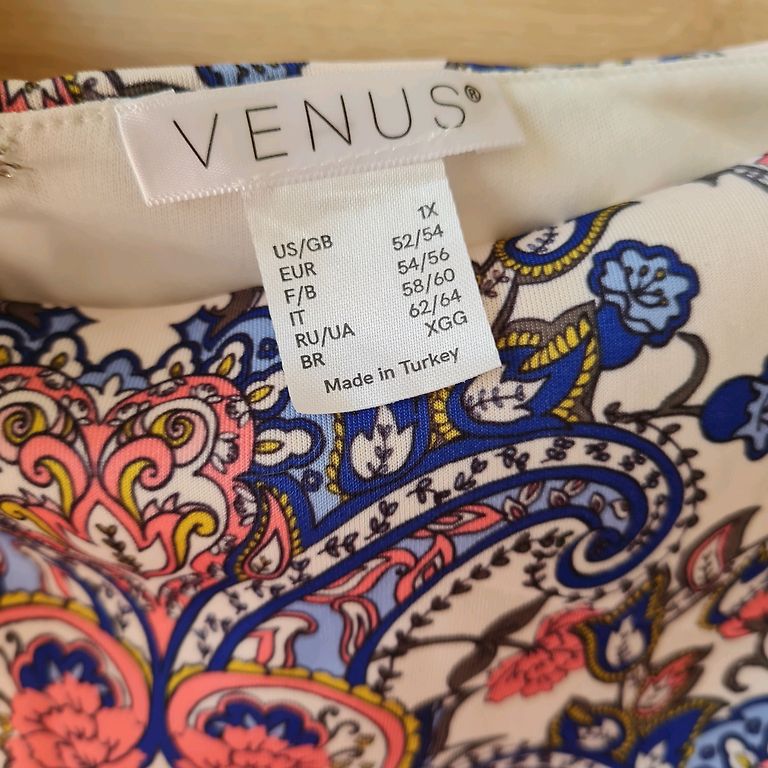 VENUS®
US/GB 1X
EUR 52/54
F/B 54/56
IT 58/60
RU/UA 62/64
BR XGG
Made in Turkey